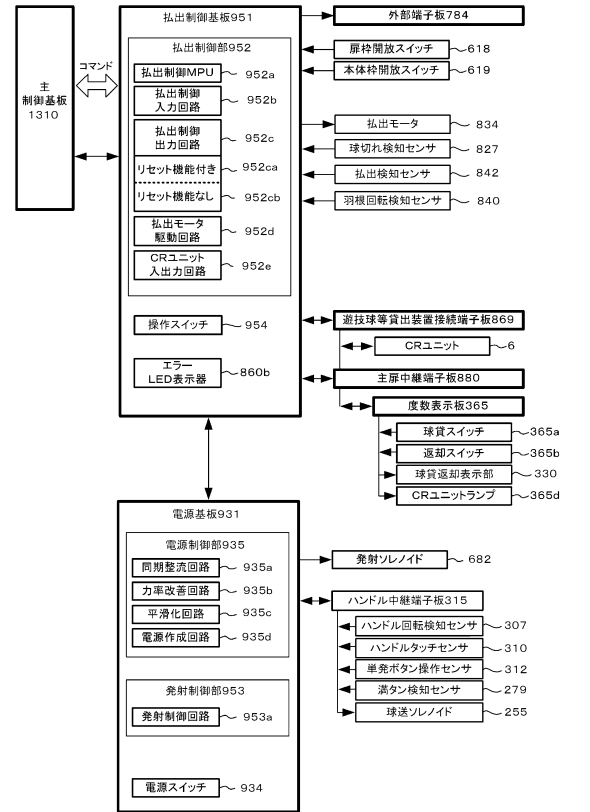 主
制御基板
1310
コマンド
払出制御基板951
払出制御部952
払出制御MPU
952a
払出制御
入力回路
952b
払出制御
出力回路
952c
リセット機能付き
952ca
リセット機能なし
952cb
払出モータ
駆動回路
952d
CRユニット
入出力回路
952e
操作スイッチ
954
エラー
LED表示器
860b
外部端子板784
扉枠開放スイッチ
618
本体枠開放スイッチ
619
払出モータ
834
球切れ検知センサ
827
払出検知センサ
842
羽根回転検知センサ
840
遊技球等貸出装置接続端子板869
CRユニット
6
主扉中継端子板880
度数表示板365
球貸スイッチ
365a
返却スイッチ
365b
球貸返却表示部
330
CRユニットランプ
365d
電源基板931
電源制御部935
同期整流回路
935a
力率改善回路
935b
平滑化回路
935c
電源作成回路
935d
発射制御部953
発射制御回路
953a
電源スイッチ
934
発射ソレノイド
682
ハンドル中継端子板315
ハンドル回転検知センサ
307
ハンドルタッチセンサ
310
単発ボタン操作センサ
312
満タン検知センサ
279
球送ソレノイド
255